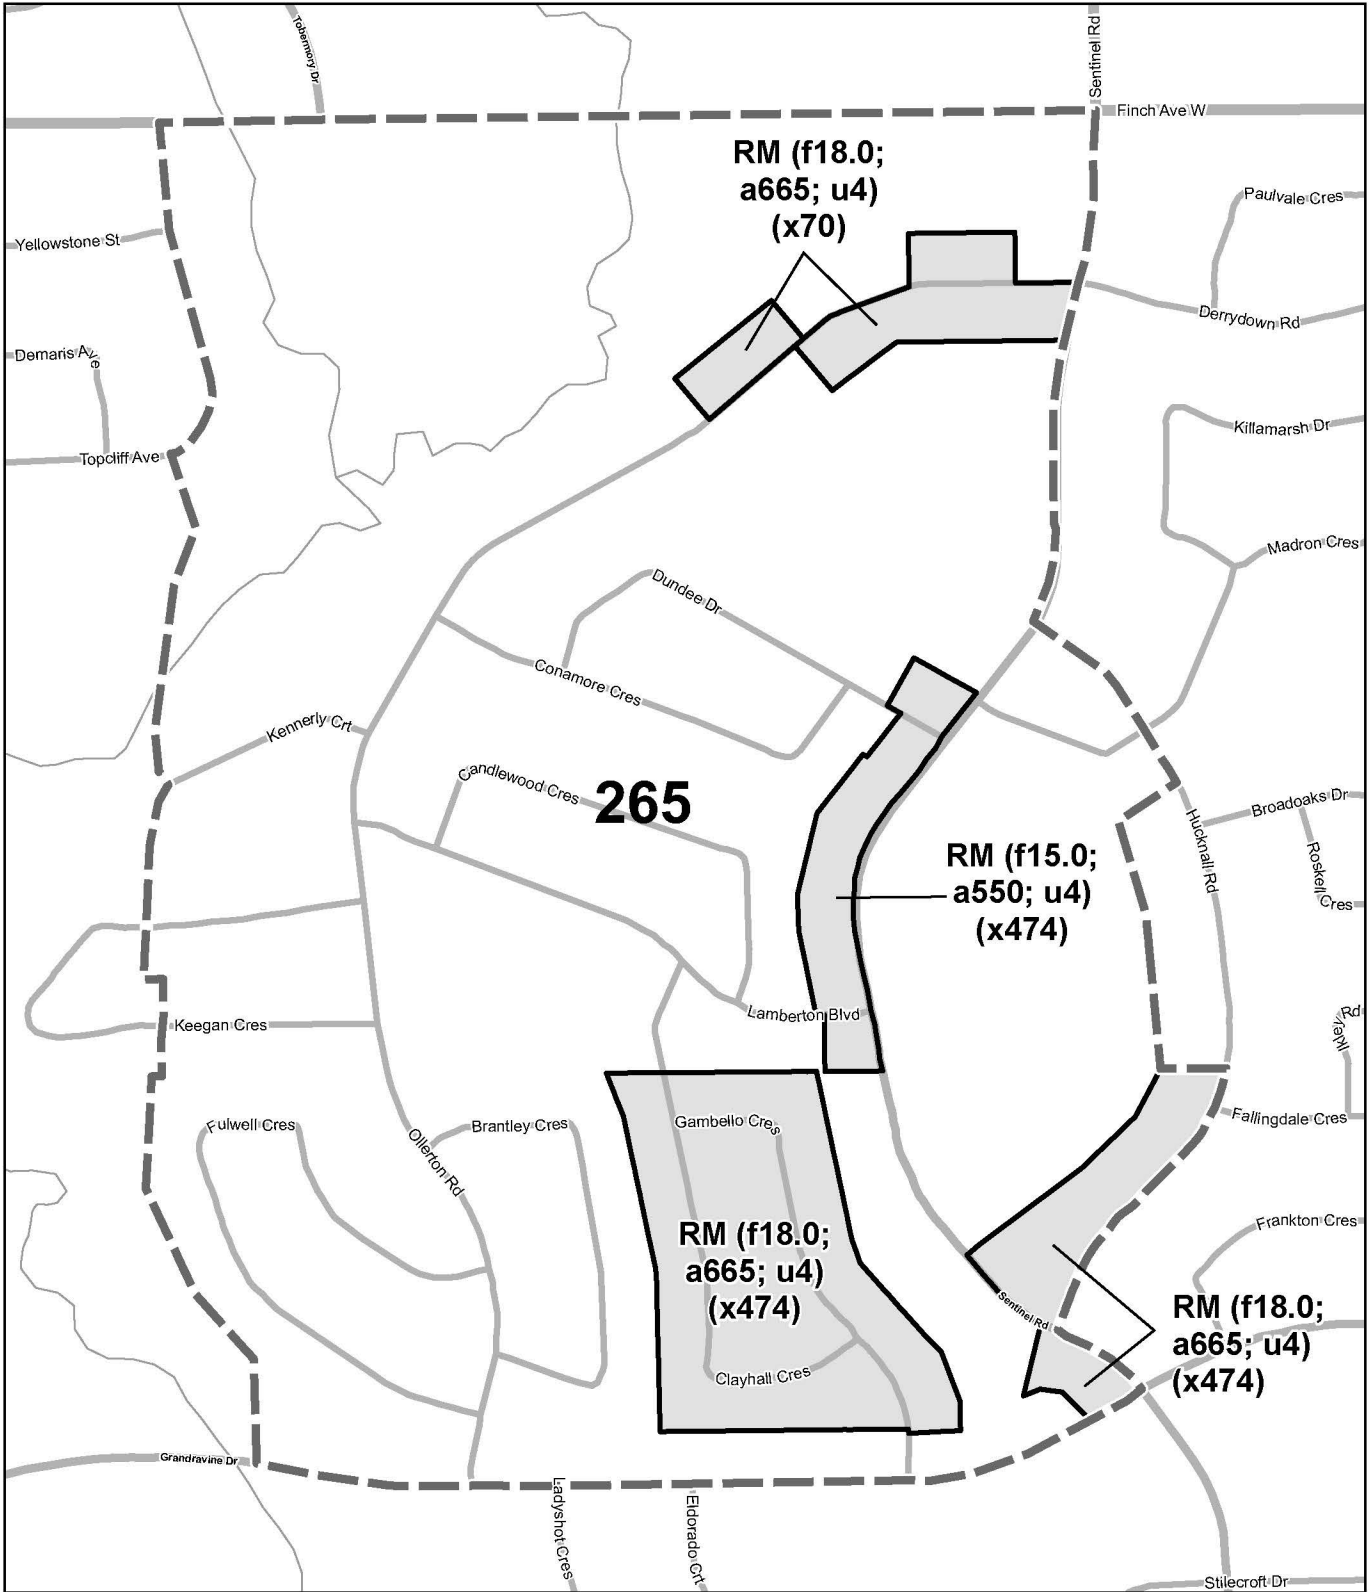 Tobermory Dr
Sentinel Rd
Finch Ave W
RM (f18.0;
a665; u4)
(x70)
Paulvale Cres
Yellowstone St
Derrydown Rd
Demaris Ave
Killamarsh Dr
Topcliff Ave
Madron Cres
Dundee Dr
Conamore Cres
Kennerly Crt
Candlewood Cres
265
Broadoaks Dr
Hucknall Rd
Roskell Cres
RM (f15.0;
a550; u4)
(x474)
Lamberton Blvd
Keegan Cres
Ikley Rd
Fulwell Cres
Brantley Cres
Gambello Cres
Fallingdale Cres
Ollerton Rd
Frankton Cres
RM (f18.0;
a665; u4)
(x474)
Sentinel Rd
RM (f18.0;
a665; u4)
(x474)
Clayhall Cres
Grandravine Dr
Ladyshot Cres
Eldorado Crt
Stilecroft Dr